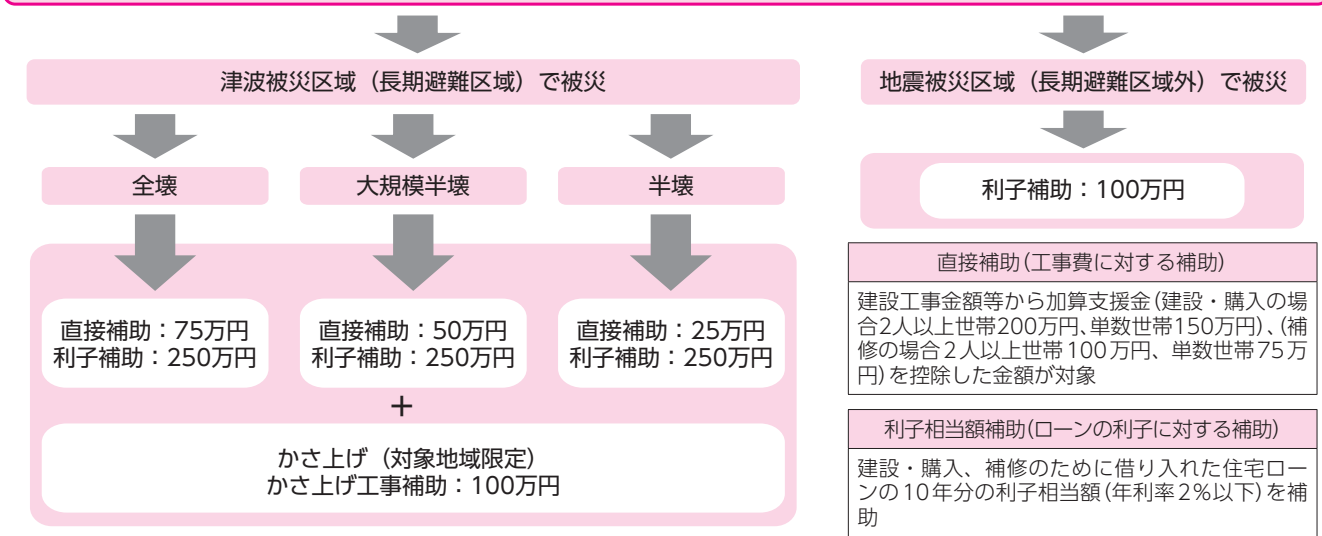 津波被災区域（長期避難区域）で被災
全壊
大規模半壊
半壊
直接補助：75万円
利子補助：250万円
直接補助：50万円
利子補助：250万円
直接補助：25万円
利子補助：250万円
＋
かさ上げ（対象地域限定）
かさ上げ工事補助：100万円
地震被災区域（長期避難区域外）で被災
利子補助：100万円
直接補助(工事費に対する補助)
建設工事金額等から加算支援金(建設・購入の場
合2人以上世帯200万円、単数世帯150万円)、(補
修の場合2人以上世帯100万円、単数世帯75万
円)を控除した金額が対象
利子相当額補助(ローンの利子に対する補助)
建設・購入、補修のために借り入れた住宅ロー
ンの10年分の利子相当額(年利率2%以下)を補
助